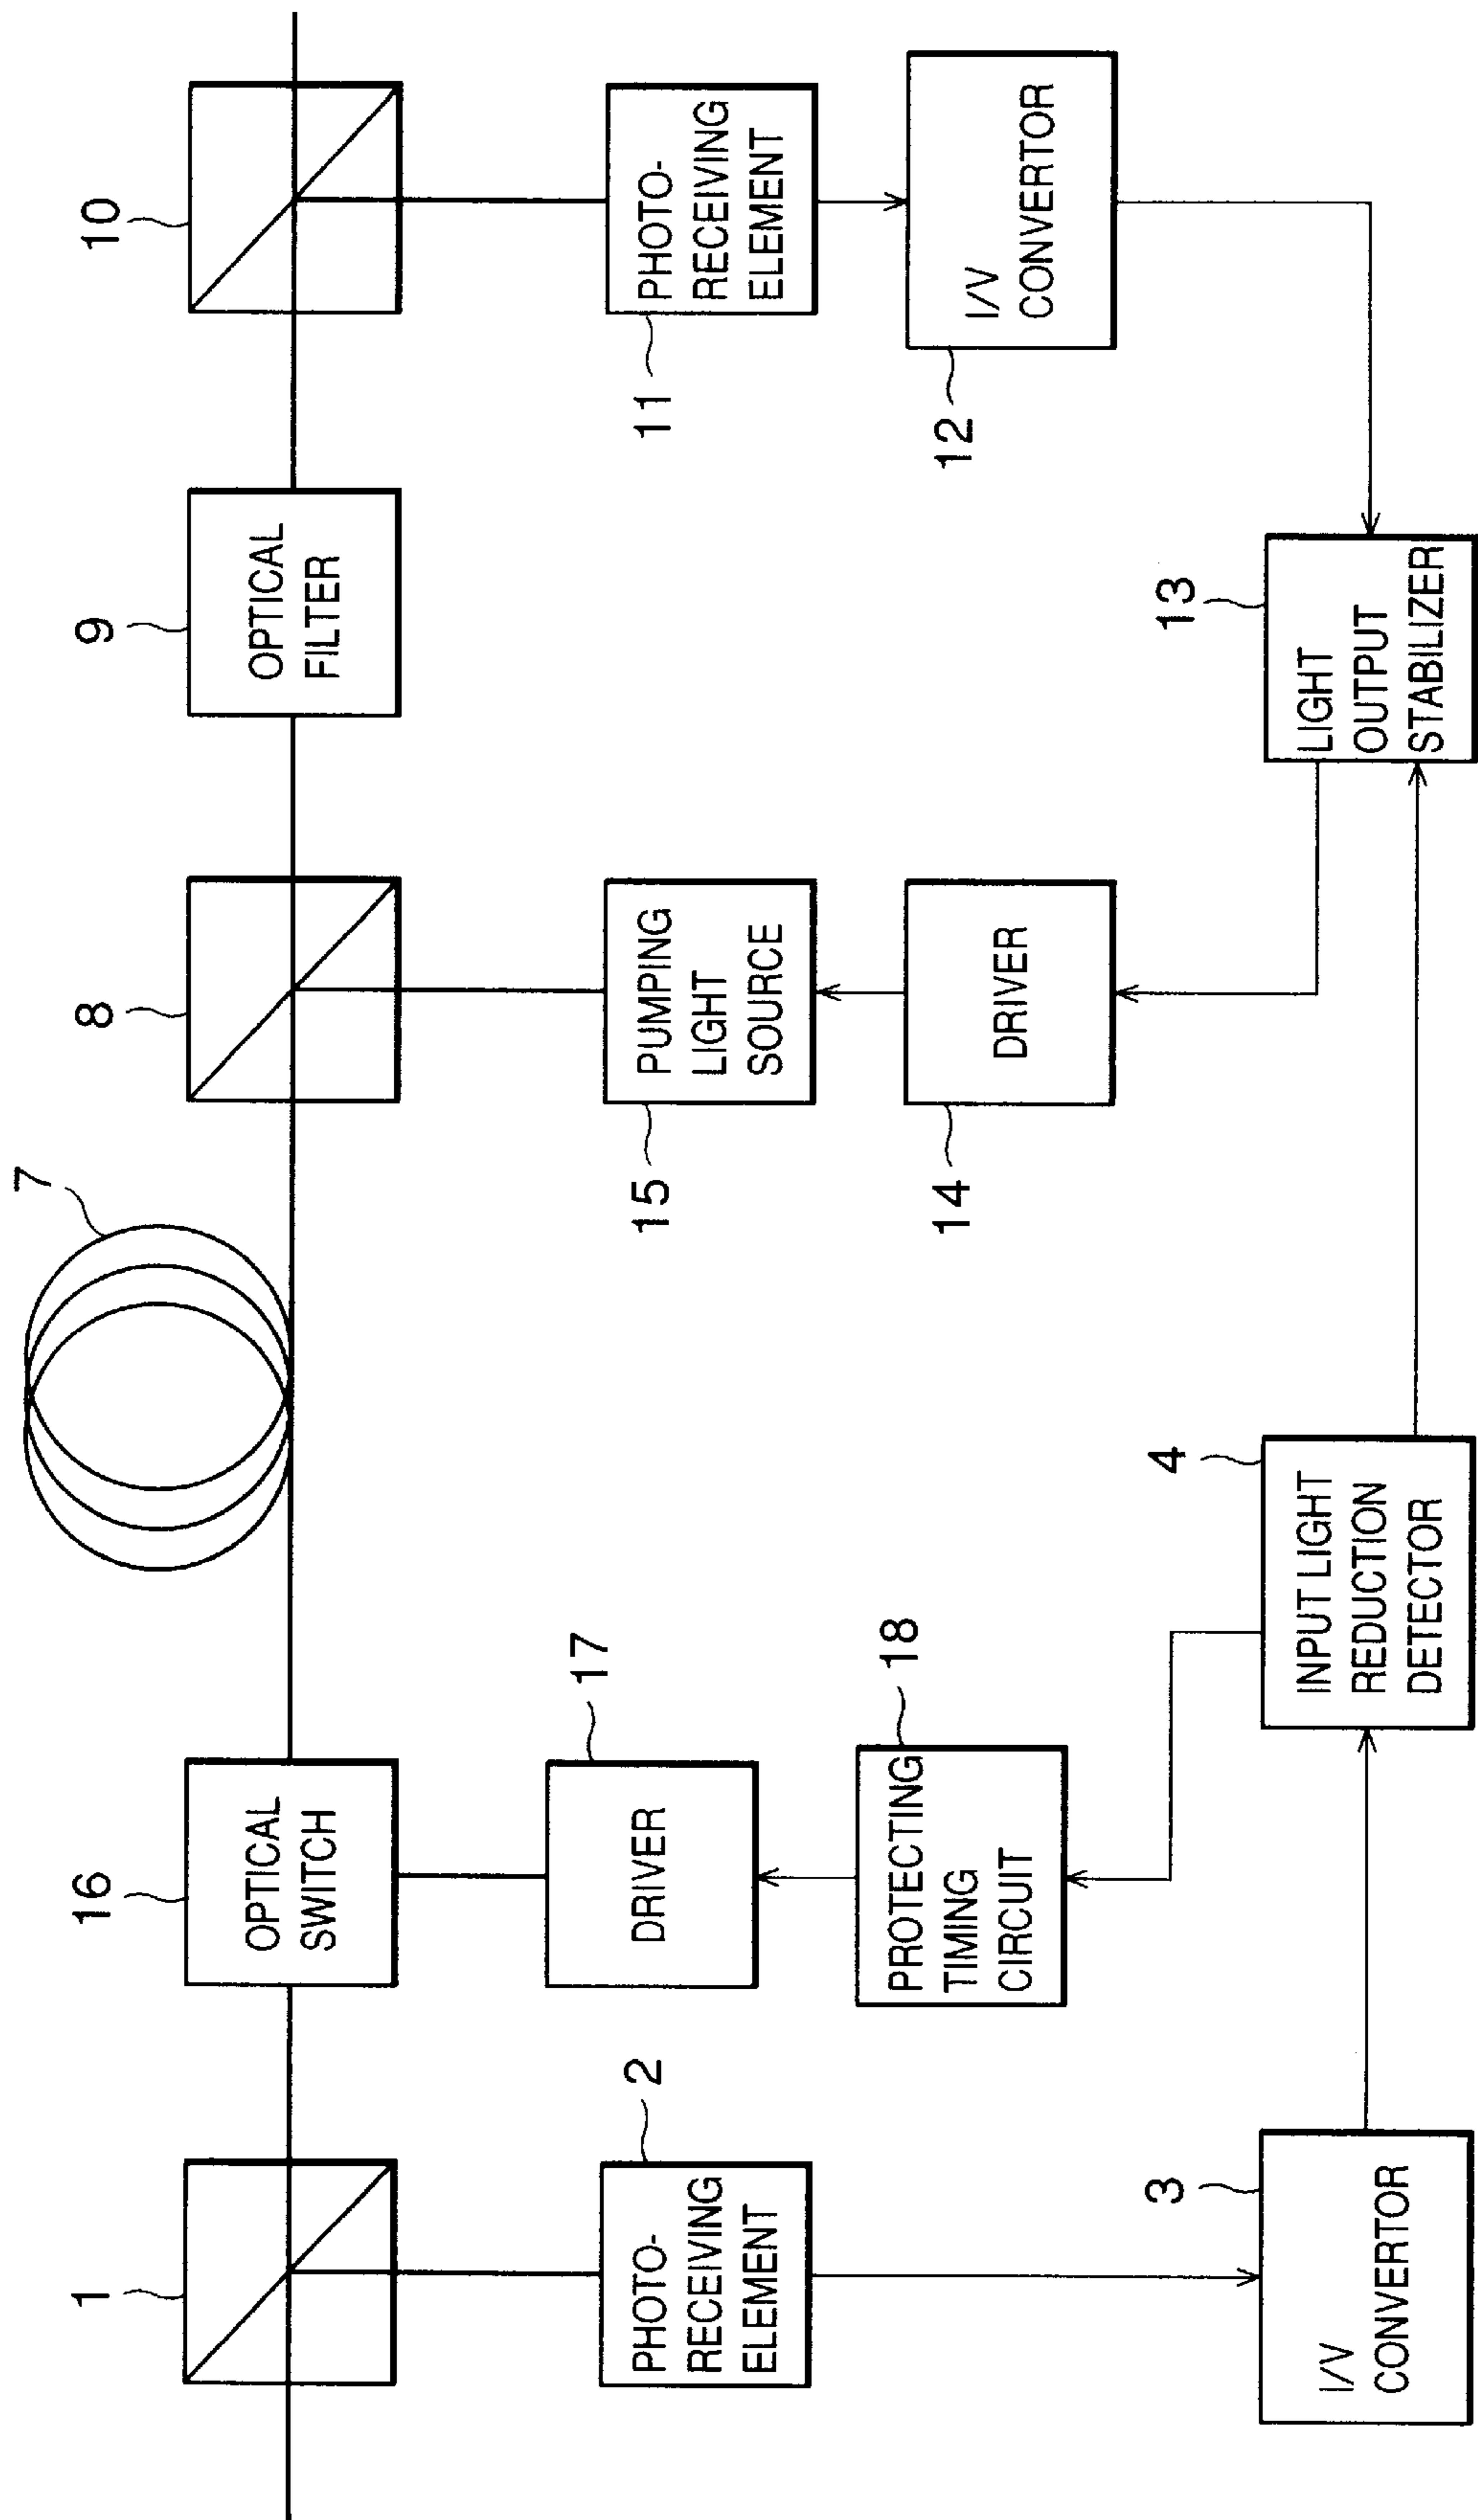 1
16
OPTICAL
SWITCH
7
8
9
OPTICAL
FILTER
10
2
PHOTO-
RECEIVING
ELEMENT
17
DRIVER
15
PUMPING
LIGHT
SOURCE
11
PHOTO-
RECEIVING
ELEMENT
18
PROTECTING
TIMING
CIRCUIT
14
DRIVER
12
I/V
CONVERTOR
3
I/V
CONVERTOR
4
INPUT LIGHT
REDUCTION
DETECTOR
13
LIGHT
OUTPUT
STABILIZER